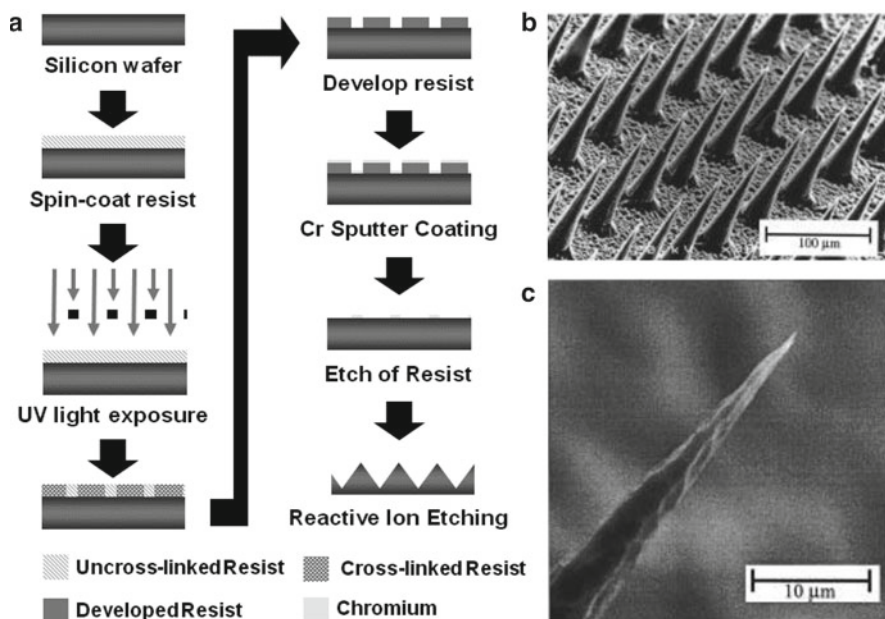 a
Silicon wafer
Spin-coat resist
UV light exposure
Develop resist
Cr Sputter Coating
Etch of Resist
Reactive Ion Etching
Uncross-linked Resist
Cross-linked Resist
Developed Resist
Chromium
b
100 μm
c
10 μm